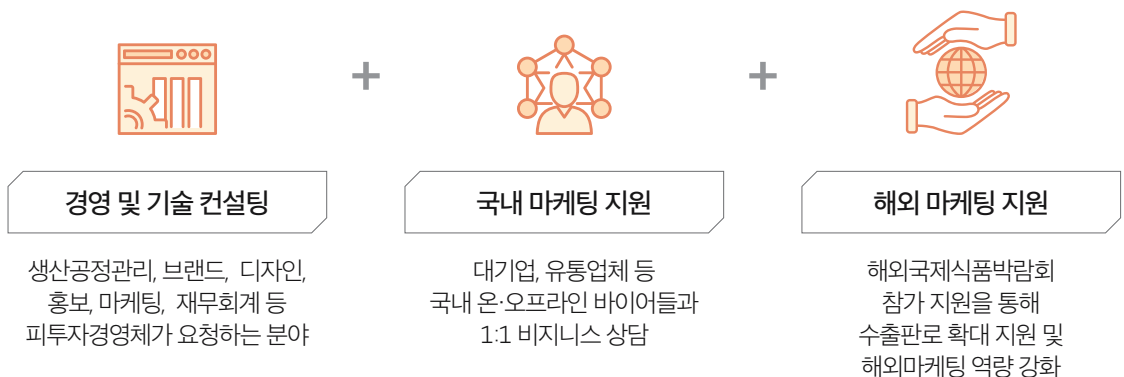 경영 및 기술 컨설팅
생산공정관리, 브랜드, 디자인,
홍보, 마케팅, 재무회계 등
피투자경영체가 요청하는 분야
국내 마케팅 지원
대기업, 유통업체 등
국내 온·오프라인 바이어들과
1:1 비지니스 상담
해외 마케팅 지원
해외국제식품박람회
참가 지원을 통해
수출판로 확대 지원 및
해외마케팅 역량 강화